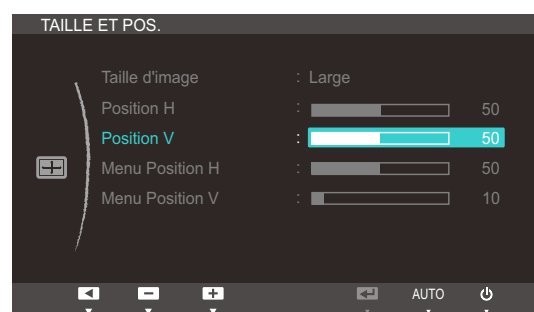 TAILLE ET POS.
Taille d'image : Large
Position H : 50
Position V : 50
Menu Position H : 50
Menu Position V : 10
AUTO